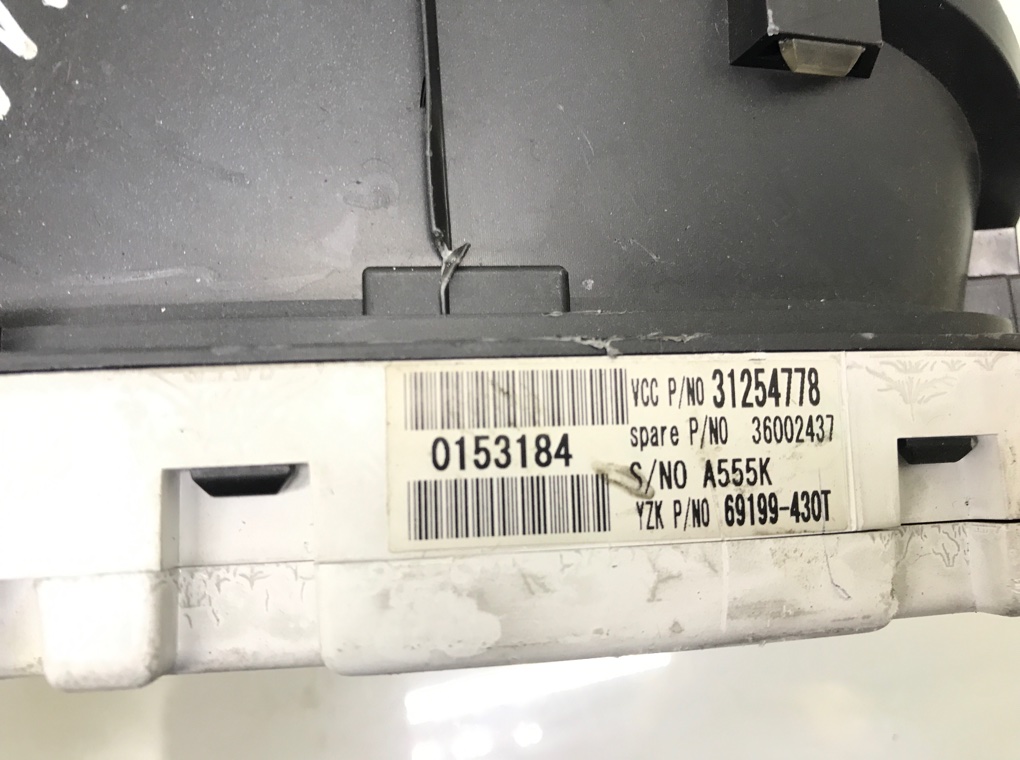 VCC P/NO 31254778
spare P/NO 36002437
0153184
S/NO A555K
YZK P/NO 69199-430T